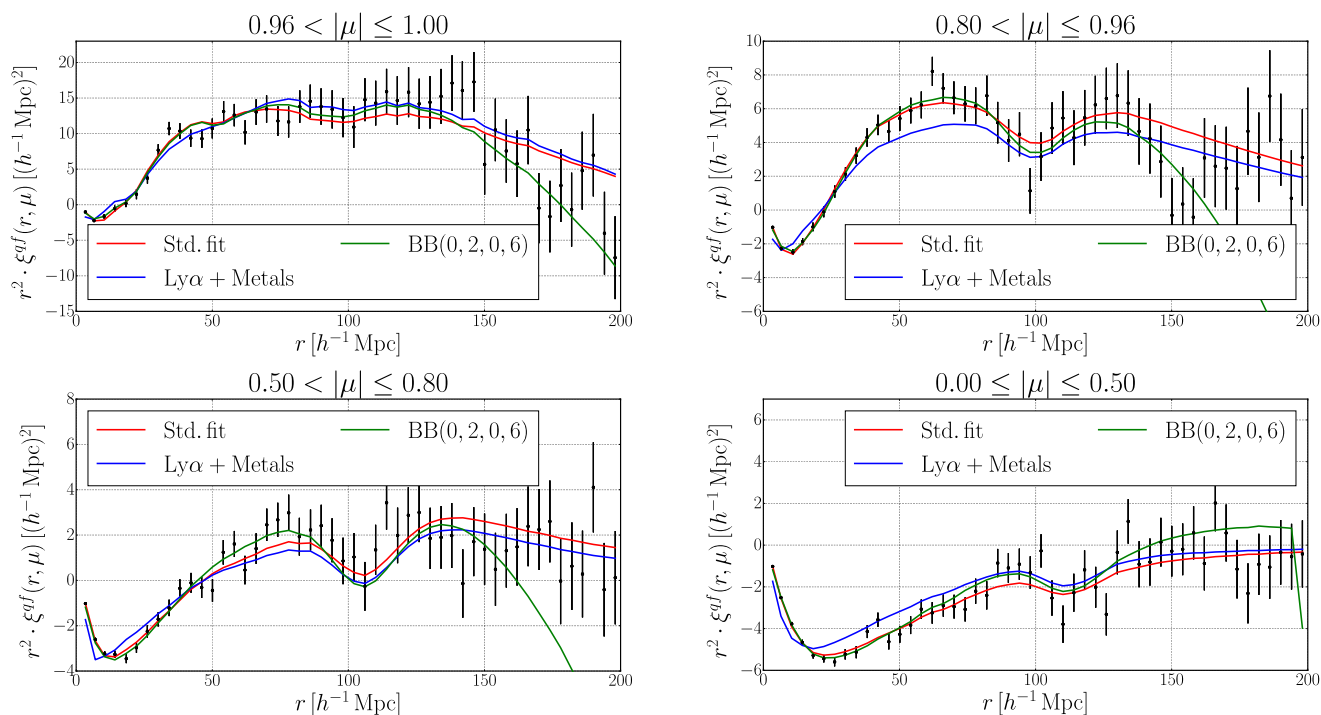 0.96 < |μ| ≤ 1.00
r² · ξ^{qf}(r, μ) [(h⁻¹ Mpc)²]
20
15
10
5
0
−5
−10
−15
Std. fit
BB(0, 2, 0, 6)
Lyα + Metals
0 50 100 150 200
r [h⁻¹ Mpc]
0.80 < |μ| ≤ 0.96
r² · ξ^{qf}(r, μ) [(h⁻¹ Mpc)²]
10
8
6
4
2
0
−2
−4
−6
Std. fit
BB(0, 2, 0, 6)
Lyα + Metals
0 50 100 150 200
r [h⁻¹ Mpc]
0.50 < |μ| ≤ 0.80
r² · ξ^{qf}(r, μ) [(h⁻¹ Mpc)²]
8
6
4
2
0
−2
−4
Std. fit
BB(0, 2, 0, 6)
Lyα + Metals
0 50 100 150 200
r [h⁻¹ Mpc]
0.00 ≤ |μ| ≤ 0.50
r² · ξ^{qf}(r, μ) [(h⁻¹ Mpc)²]
6
4
2
0
−2
−4
−6
Std. fit
BB(0, 2, 0, 6)
Lyα + Metals
0 50 100 150 200
r [h⁻¹ Mpc]